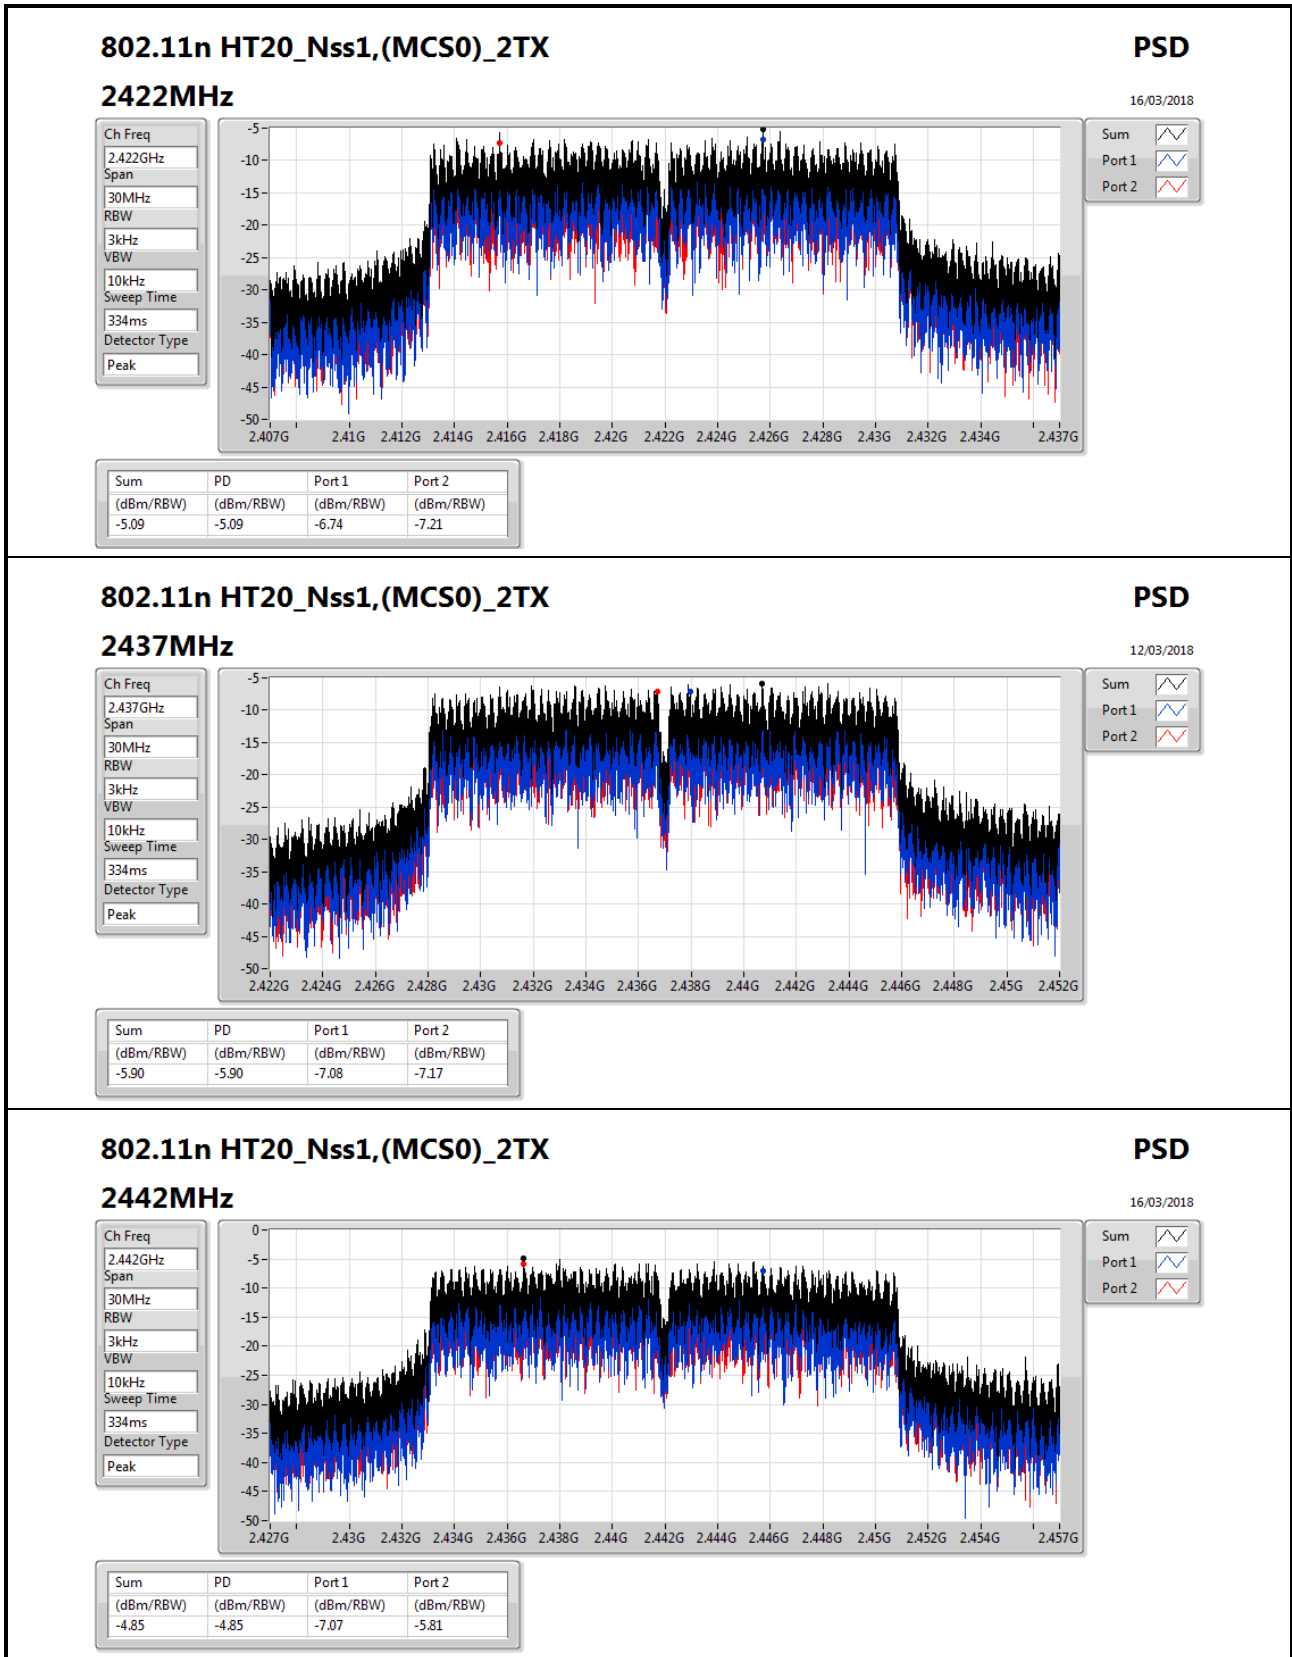 802.11n HT20_Nss1,(MCS0)_2TX PSD
2422MHz 16/03/2018
Ch Freq
2.422GHz
Span
30MHz
RBW
3kHz
VBW
10kHz
Sweep Time
334ms
Detector Type
Peak
-5
-10
-15
-20
-25
-30
-35
-40
-45
-50
2.407G 2.41G 2.412G 2.414G 2.416G 2.418G 2.42G 2.422G 2.424G 2.426G 2.428G 2.43G 2.432G 2.434G 2.437G
Sum
Port 1
Port 2
Sum PD Port 1 Port 2
(dBm/RBW) (dBm/RBW) (dBm/RBW) (dBm/RBW)
-5.09 -5.09 -6.74 -7.21
802.11n HT20_Nss1,(MCS0)_2TX PSD
2437MHz 12/03/2018
Ch Freq
2.437GHz
Span
30MHz
RBW
3kHz
VBW
10kHz
Sweep Time
334ms
Detector Type
Peak
-5
-10
-15
-20
-25
-30
-35
-40
-45
-50
2.422G 2.424G 2.426G 2.428G 2.43G 2.432G 2.434G 2.436G 2.438G 2.44G 2.442G 2.444G 2.446G 2.448G 2.45G 2.452G
Sum
Port 1
Port 2
Sum PD Port 1 Port 2
(dBm/RBW) (dBm/RBW) (dBm/RBW) (dBm/RBW)
-5.90 -5.90 -7.08 -7.17
802.11n HT20_Nss1,(MCS0)_2TX PSD
2442MHz 16/03/2018
Ch Freq
2.442GHz
Span
30MHz
RBW
3kHz
VBW
10kHz
Sweep Time
334ms
Detector Type
Peak
0
-5
-10
-15
-20
-25
-30
-35
-40
-45
-50
2.427G 2.43G 2.432G 2.434G 2.436G 2.438G 2.44G 2.442G 2.444G 2.446G 2.448G 2.45G 2.452G 2.454G 2.457G
Sum
Port 1
Port 2
Sum PD Port 1 Port 2
(dBm/RBW) (dBm/RBW) (dBm/RBW) (dBm/RBW)
-4.85 -4.85 -7.07 -5.81